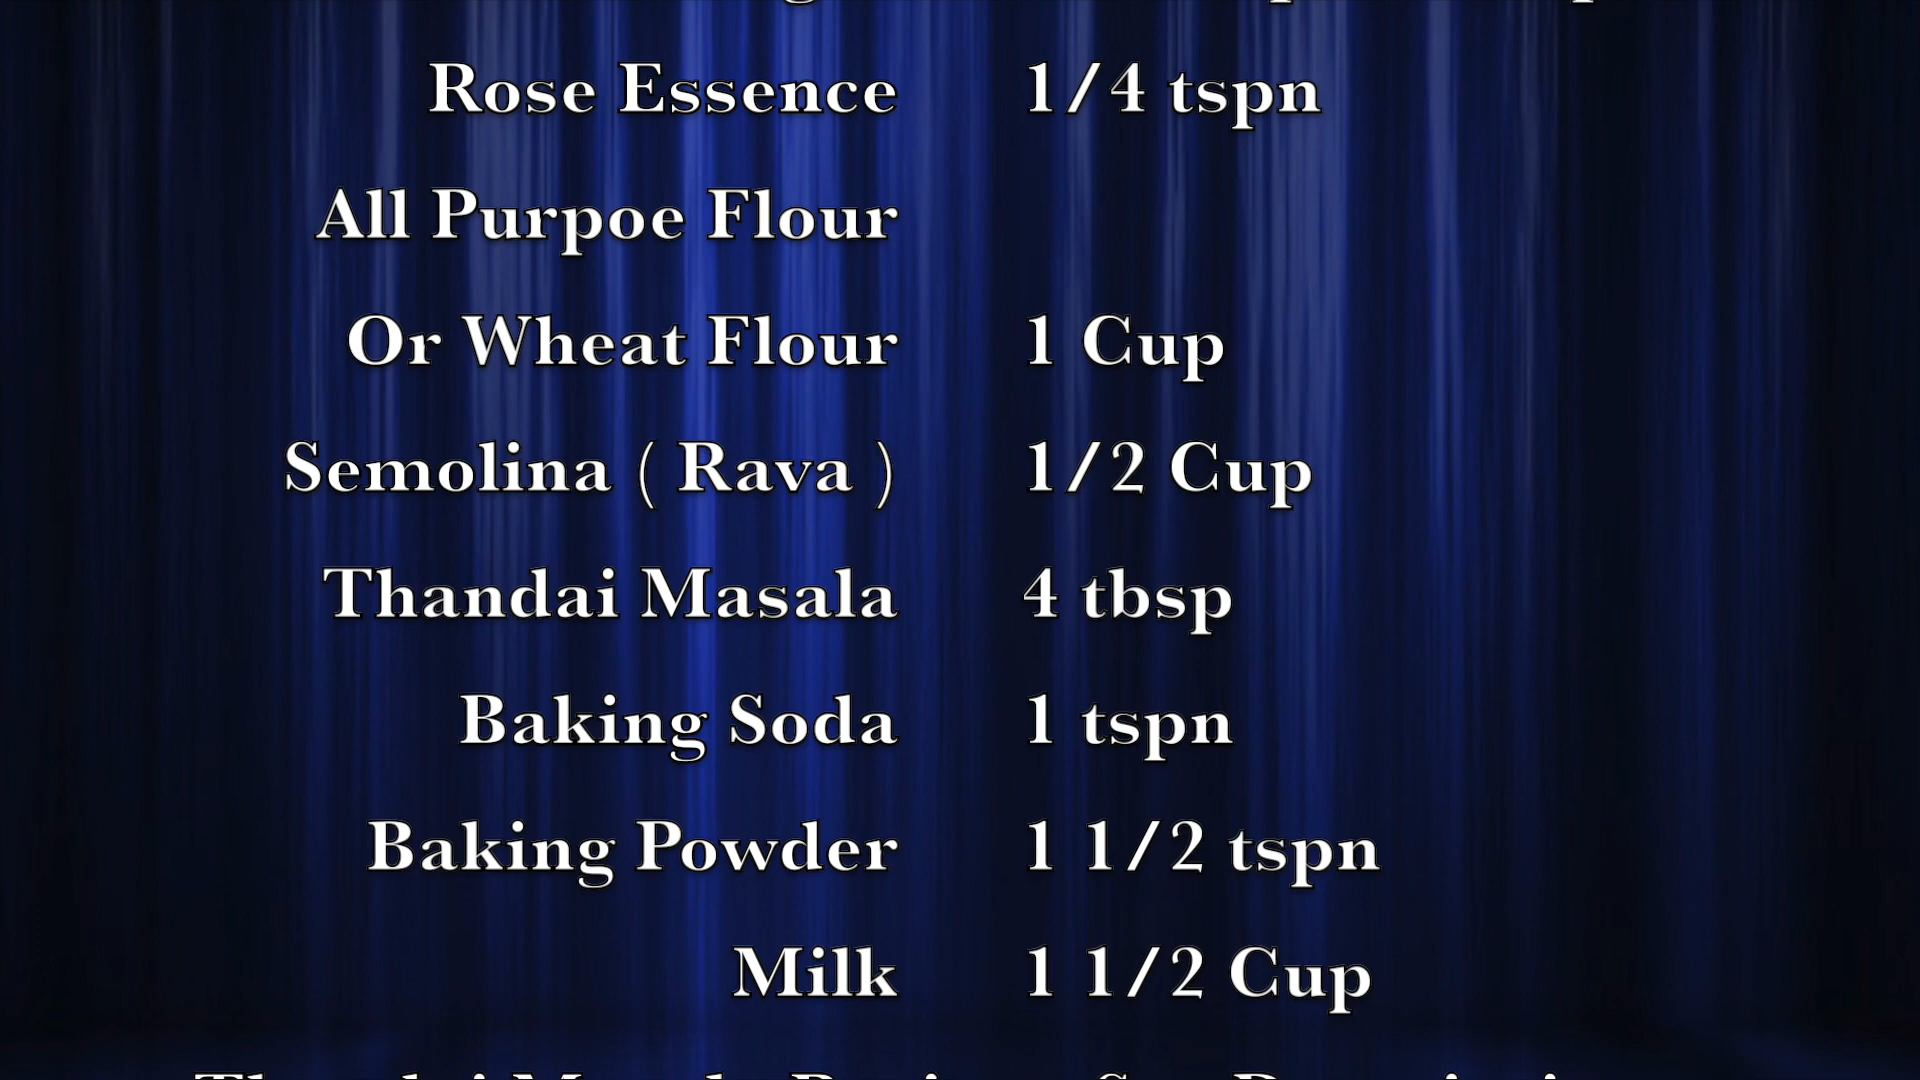 Rose Essence 1/4 tspn
All Purpoe Flour
Or Wheat Flour 1 Cup
Semolina ( Rava ) 1/2 Cup
Thandai Masala 4 tbsp
Baking Soda 1 tspn
Baking Powder 1 1/2 tspn
Milk 1 1/2 Cup